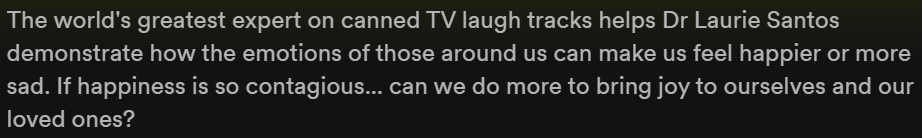 The world's greatest expert on canned TV laugh tracks helps Dr Laurie Santos
demonstrate how the emotions of those around us can make us feel happier or more
sad. If happiness is so contagious... can we do more to bring joy to ourselves and our
loved ones?